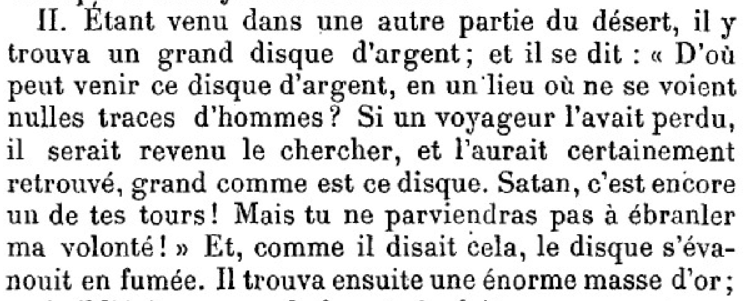 II. Étant venu dans une autre partie du désert, il y
trouva un grand disque d'argent; et il se dit : « D'où
peut venir ce disque d'argent, en un lieu où ne se voient
nulles traces d'hommes? Si un voyageur l'avait perdu,
il serait revenu le chercher, et l'aurait certainement
retrouvé, grand comme est ce disque. Satan, c'est encore
un de tes tours! Mais tu ne parviendras pas à ébranler
ma volonté! » Et, comme il disait cela, le disque s'éva-
nouit en fumée. Il trouva ensuite une énorme masse d'or;